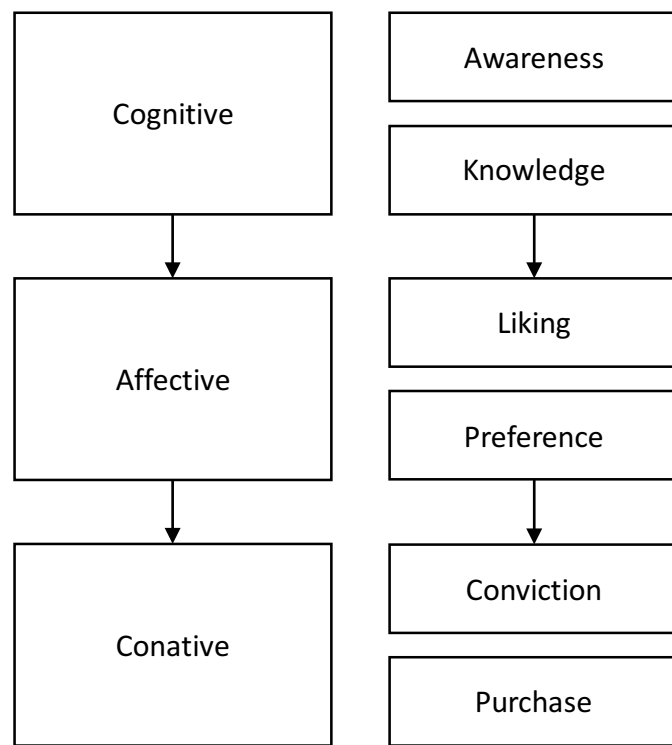 Cognitive
Awareness
Knowledge
Affective
Liking
Preference
Conative
Conviction
Purchase